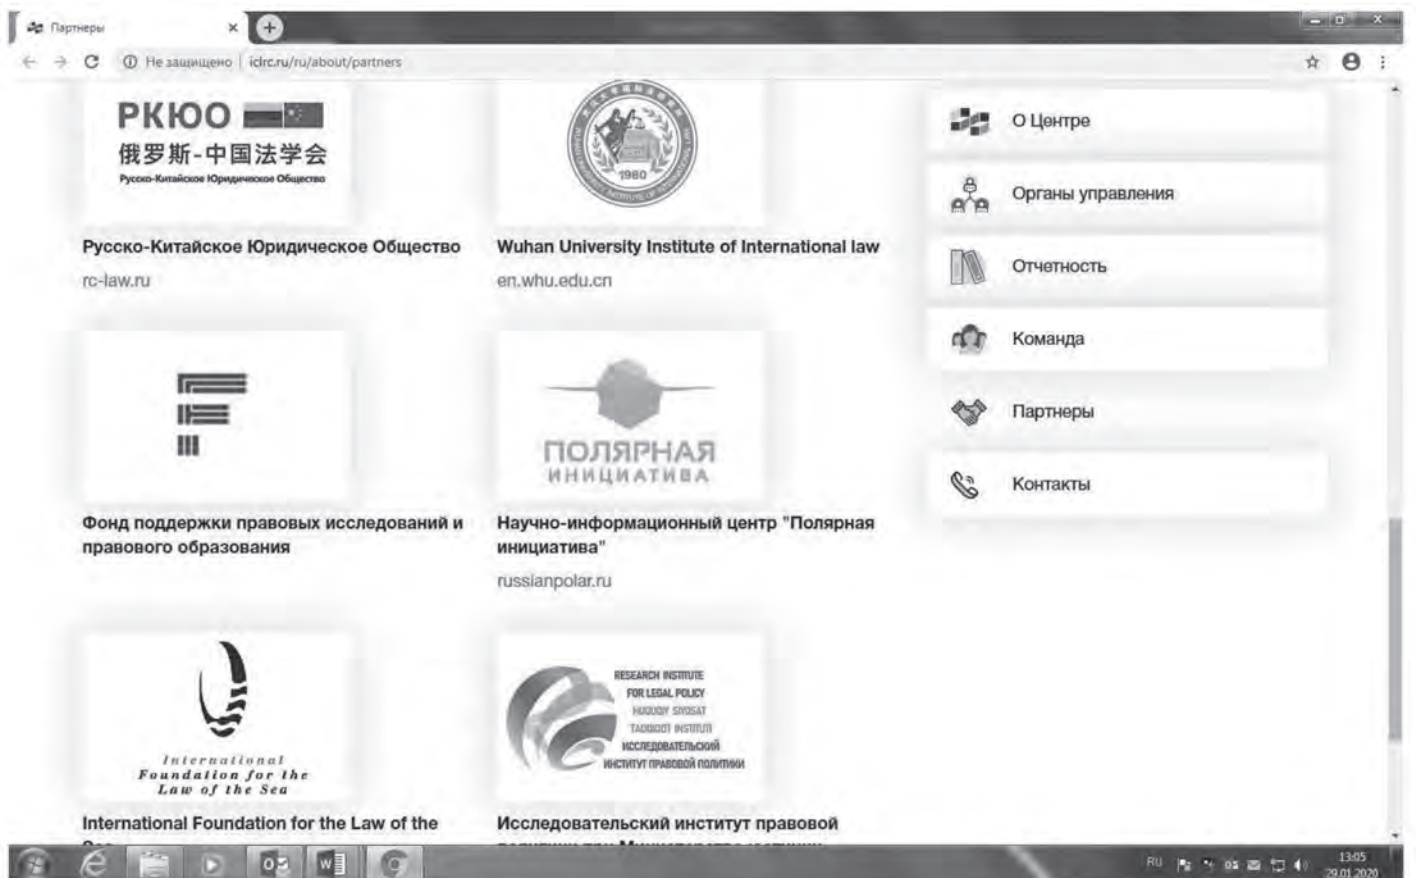 Партнеры
Не защищено | iclrc.ru/ru/about/partners
РКЮО
俄罗斯-中国法学会
Русско-Китайское Юридическое Общество
Русско-Китайское Юридическое Общество
rc-law.ru
1980
Wuhan University Institute of International law
en.whu.edu.cn
Фонд поддержки правовых исследований и
правового образования
ПОЛЯРНАЯ
ИНИЦИАТИВА
Научно-информационный центр "Полярная
инициатива"
russianpolar.ru
International
Foundation for the
Law of the Sea
International Foundation for the Law of the
RESEARCH INSTITUTE
FOR LEGAL POLICY
HUQUQIY SIYOSAT
TADQIQOT INSTITUTI
ИССЛЕДОВАТЕЛЬСКИЙ
ИНСТИТУТ ПРАВОВОЙ ПОЛИТИКИ
Исследовательский институт правовой
О Центре
Органы управления
Отчетность
Команда
Партнеры
Контакты
RU
13:05
29.01.2020